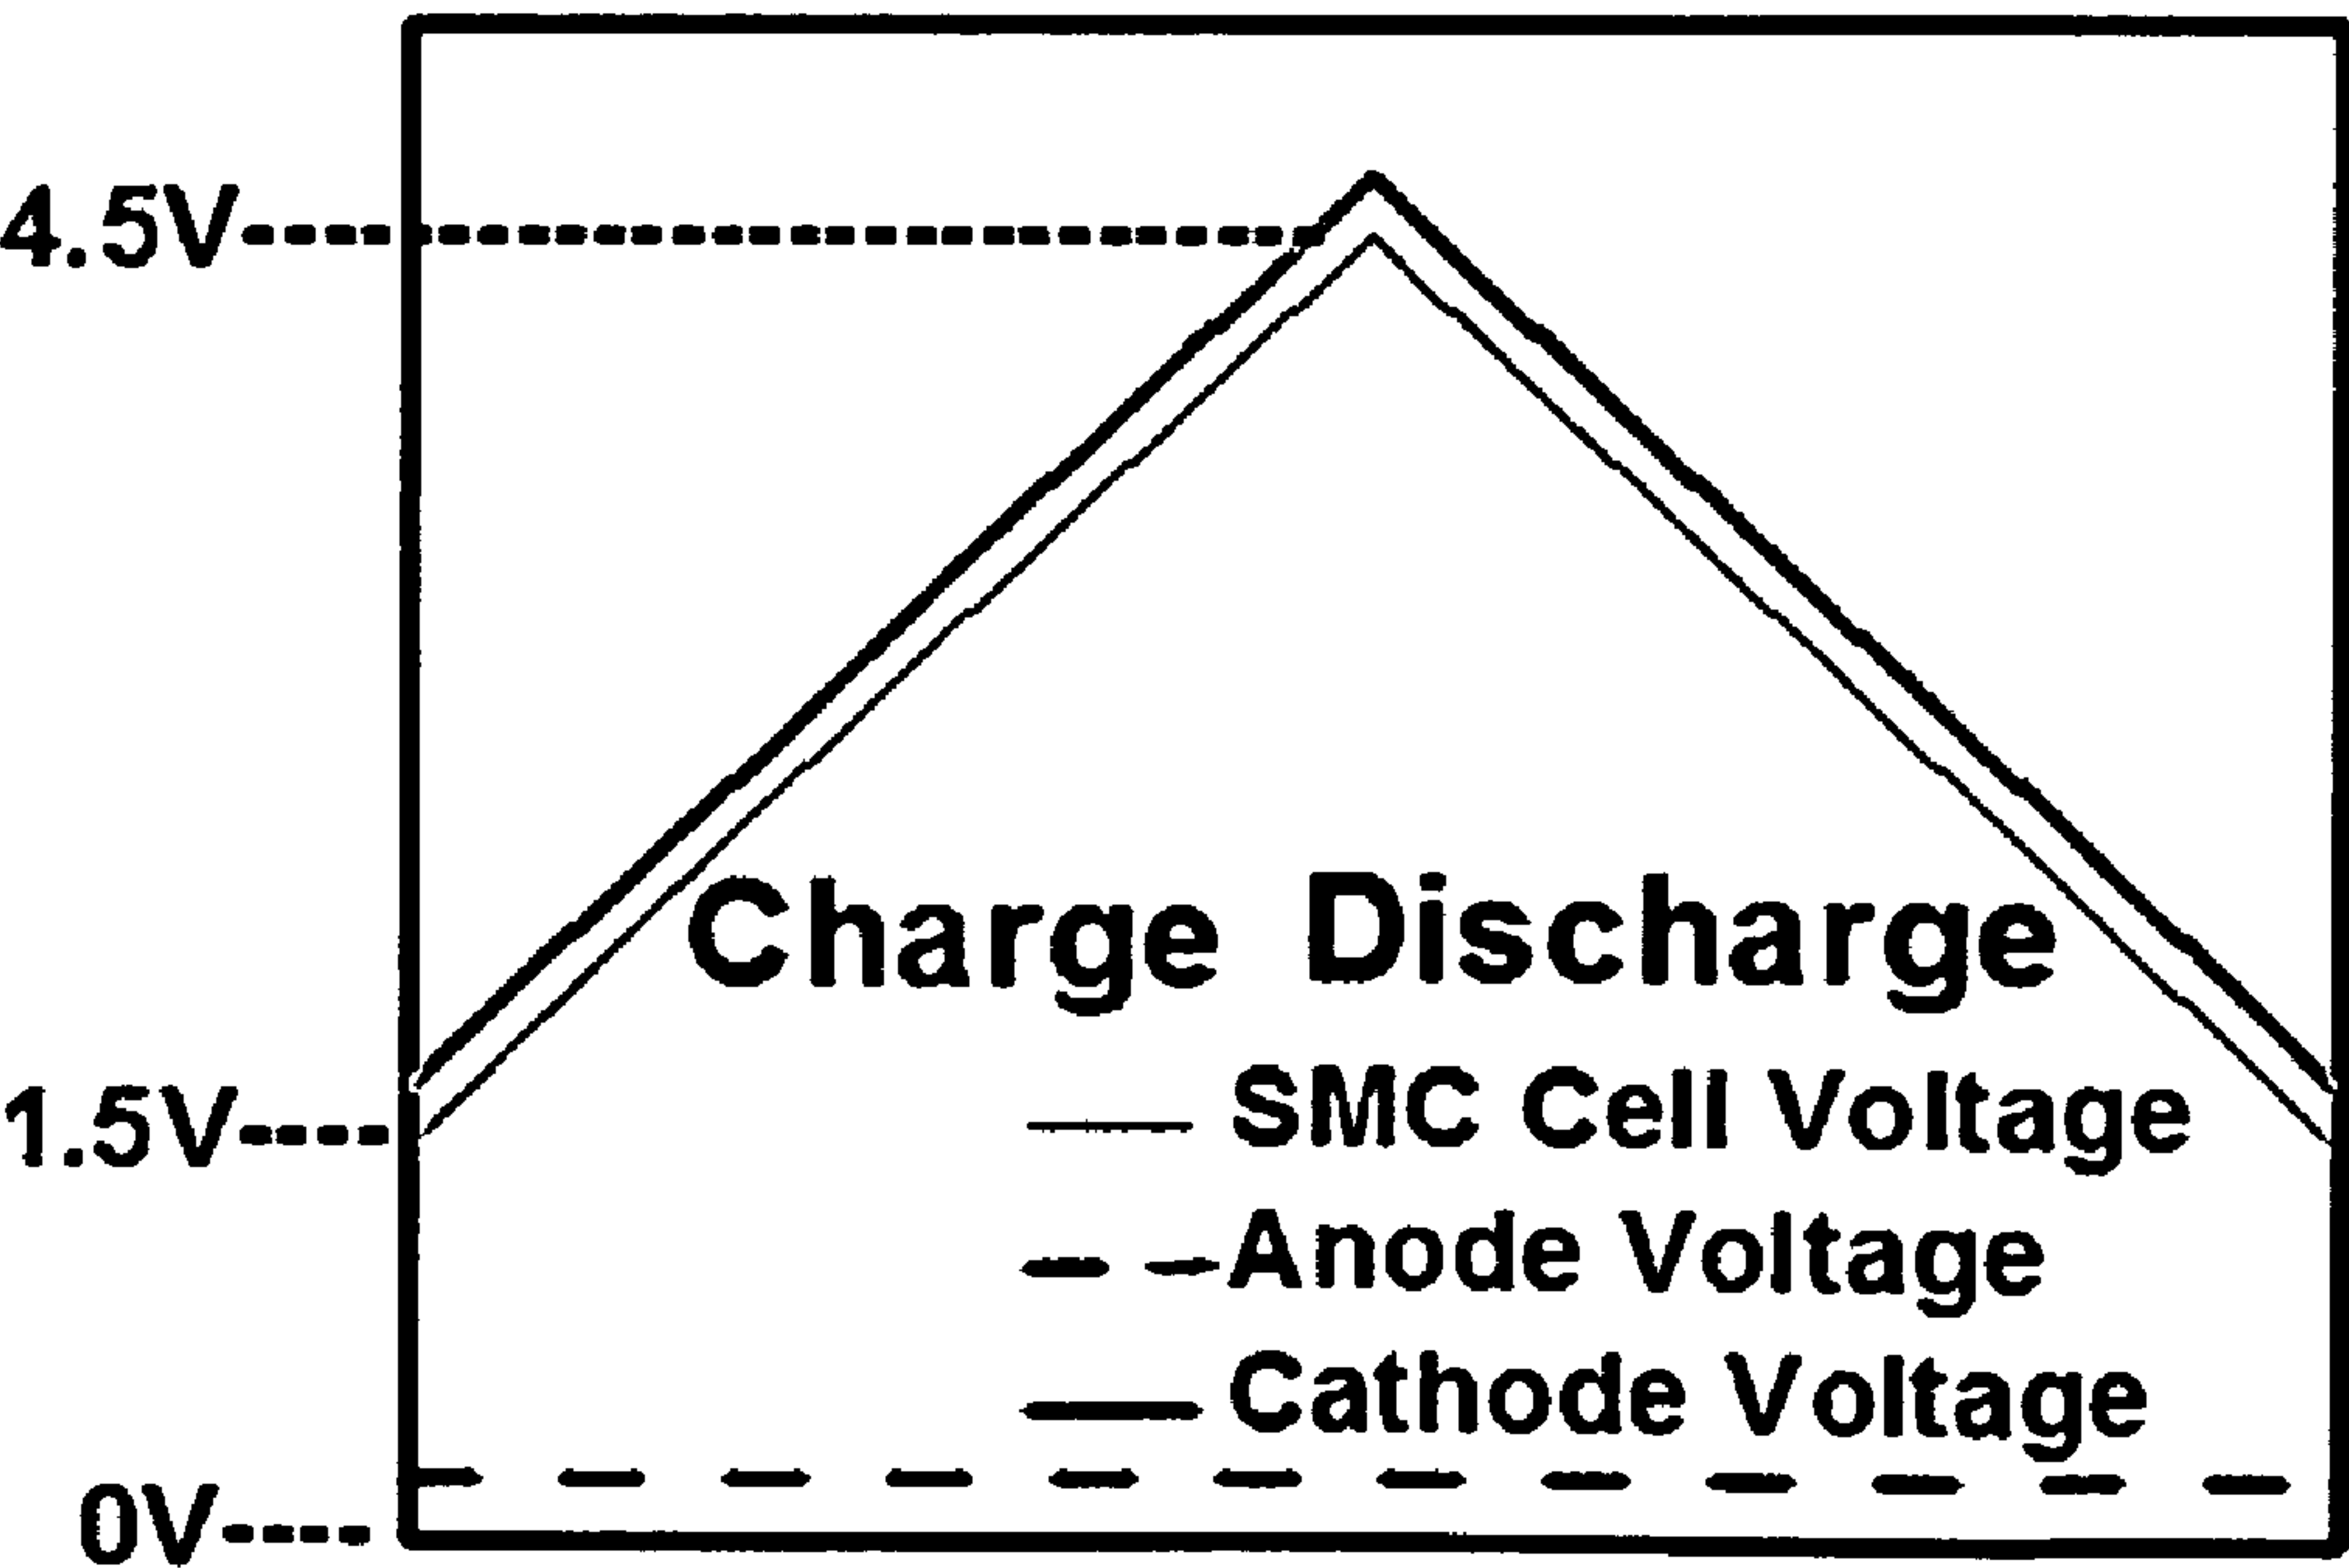 4.5V
Charge Discharge
SMC Cell Voltage
1.5V
Anode Voltage
Cathode Voltage
0V